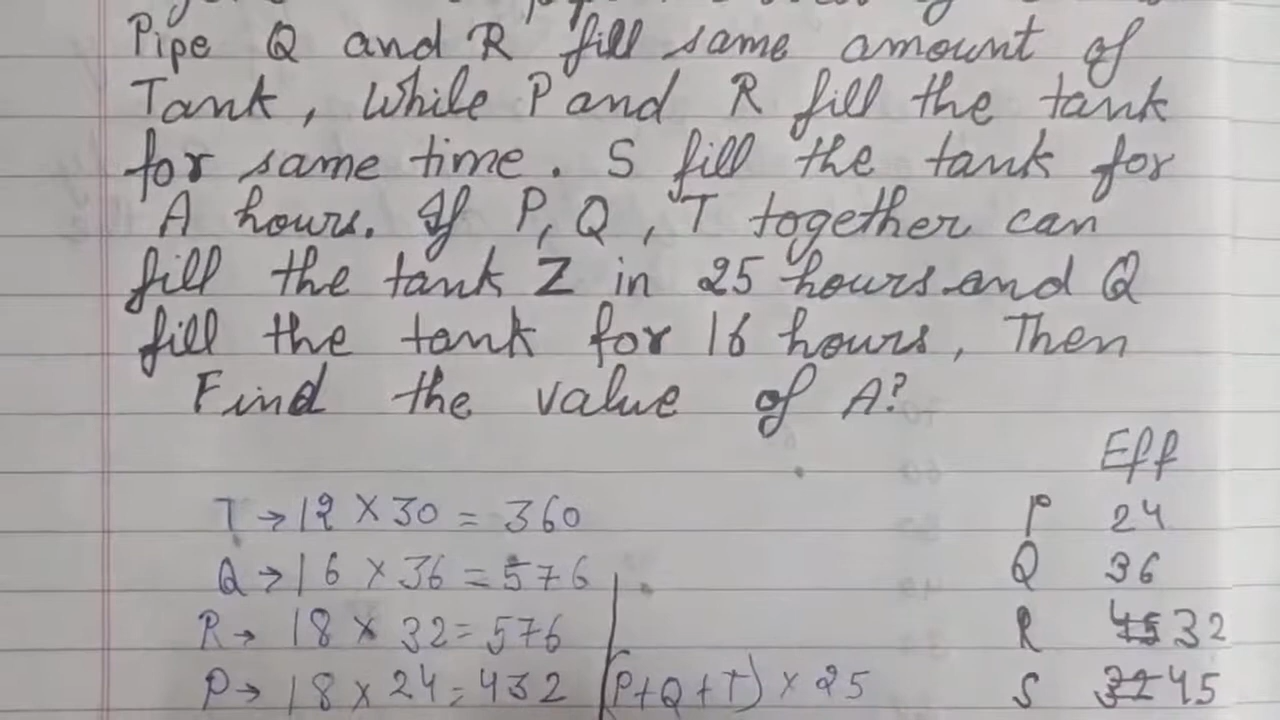 Pipe Q and R fill same amount of
Tank, While P and R fill the tank
for same time. S fill the tank for
A hours. If P, Q, T together can
fill the tank Z in 25 hours and Q
fill the tank for 16 hours, Then
Find the value of A?
Eff
T → 12 × 30 = 360
P 24
Q → 16 × 36 = 576
Q 36
R → 18 × 32 = 576
R 45 32
P → 18 × 24 = 432 (P+Q+T) × 25
S 32 45